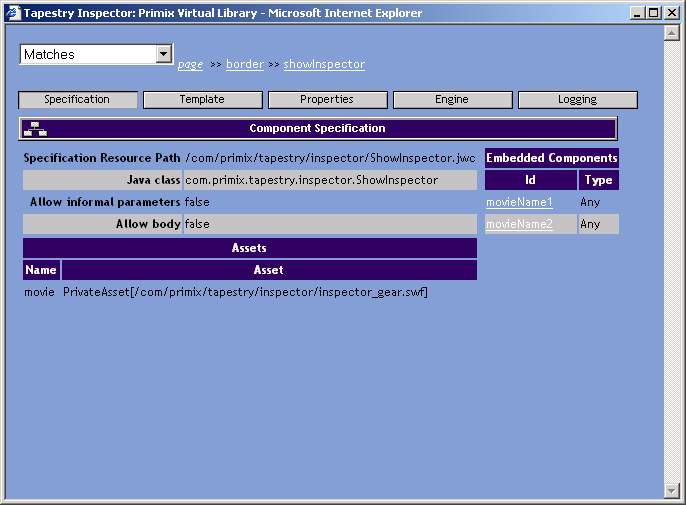 Tapestry Inspector: Primix Virtual Library - Microsoft Internet Explorer
Matches
page >> border >> showInspector
Specification Template Properties Engine Logging
Component Specification
Specification Resource Path /com/primix/tapestry/inspector/ShowInspector.jwc
Java class com.primix.tapestry.inspector.ShowInspector
Allow informal parameters false
Allow body false
Embedded Components
Id Type
movieName1 Any
movieName2 Any
Assets
Name Asset
movie PrivateAsset[/com/primix/tapestry/inspector/inspector_gear.swf]